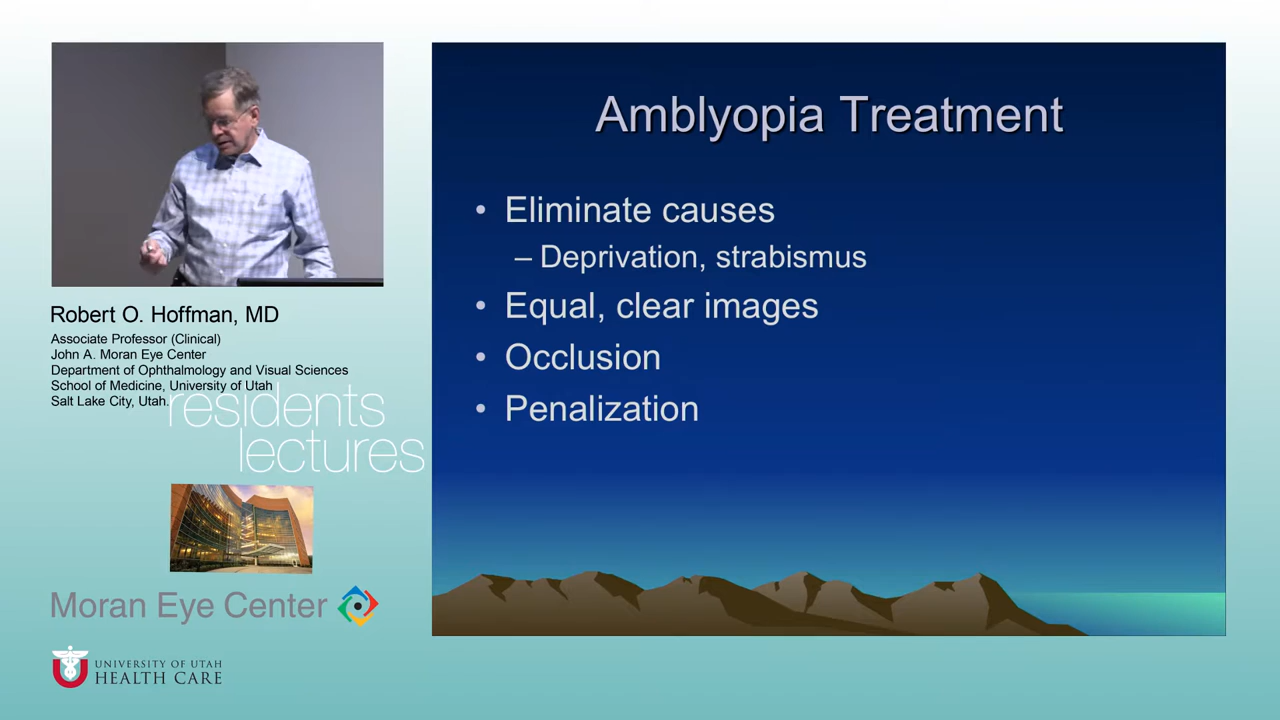 Amblyopia Treatment
• Eliminate causes
– Deprivation, strabismus
• Equal, clear images
• Occlusion
• Penalization
Robert O. Hoffman, MD
Associate Professor (Clinical)
John A. Moran Eye Center
Department of Ophthalmology and Visual Sciences
School of Medicine, University of Utah
Salt Lake City, Utah.
residents
lectures
Moran Eye Center
UNIVERSITY OF UTAH
HEALTH CARE